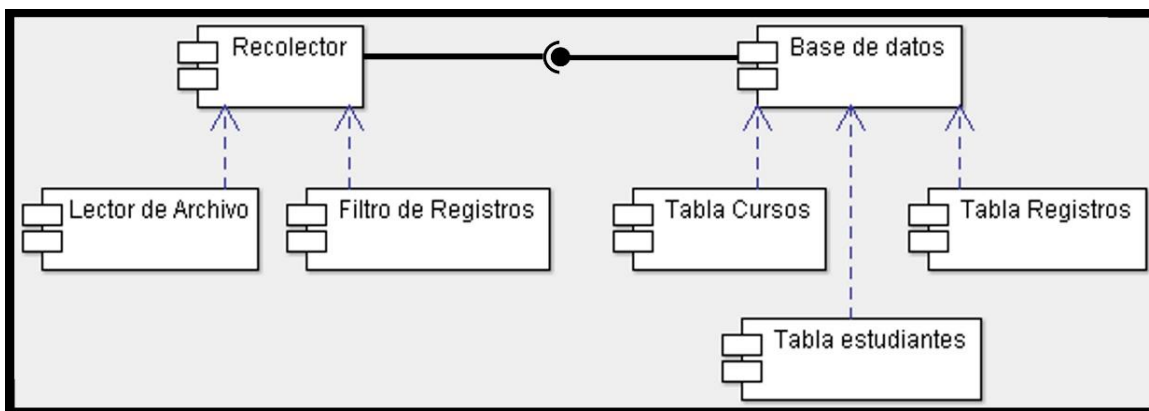 Recolector
Base de datos
Lector de Archivo
Filtro de Registros
Tabla Cursos
Tabla Registros
Tabla estudiantes